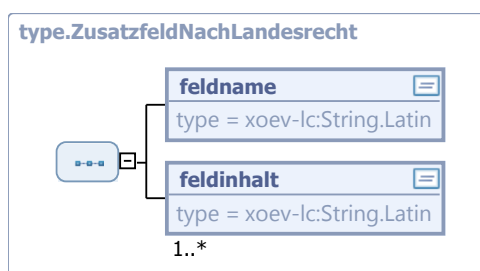 type.ZusatzfeldNachLandesrecht
feldname
type = xoev-lc:String.Latin
feldinhalt
type = xoev-lc:String.Latin
1..*